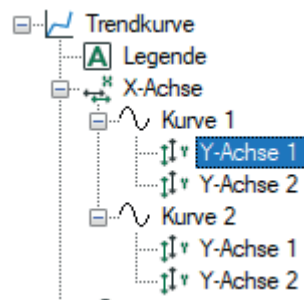 Trendkurve
Legende
X-Achse
Kurve 1
Y-Achse 1
Y-Achse 2
Kurve 2
Y-Achse 1
Y-Achse 2